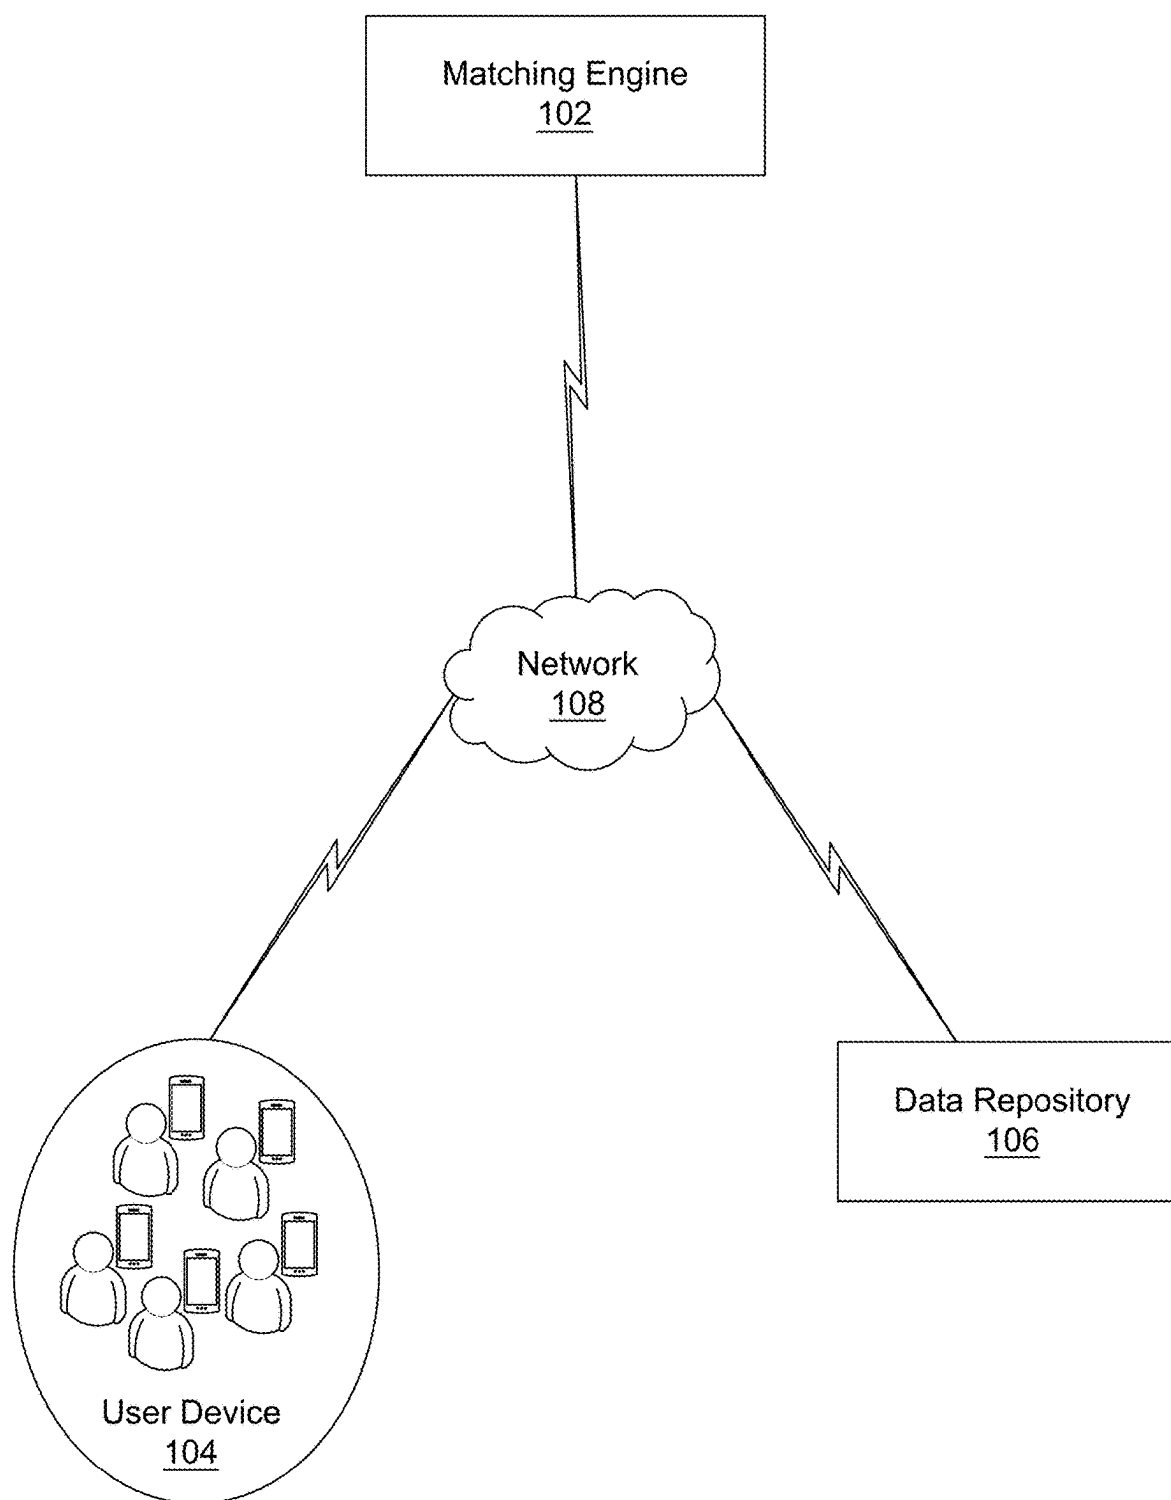 Matching Engine
102
Network
108
Data Repository
106
User Device
104